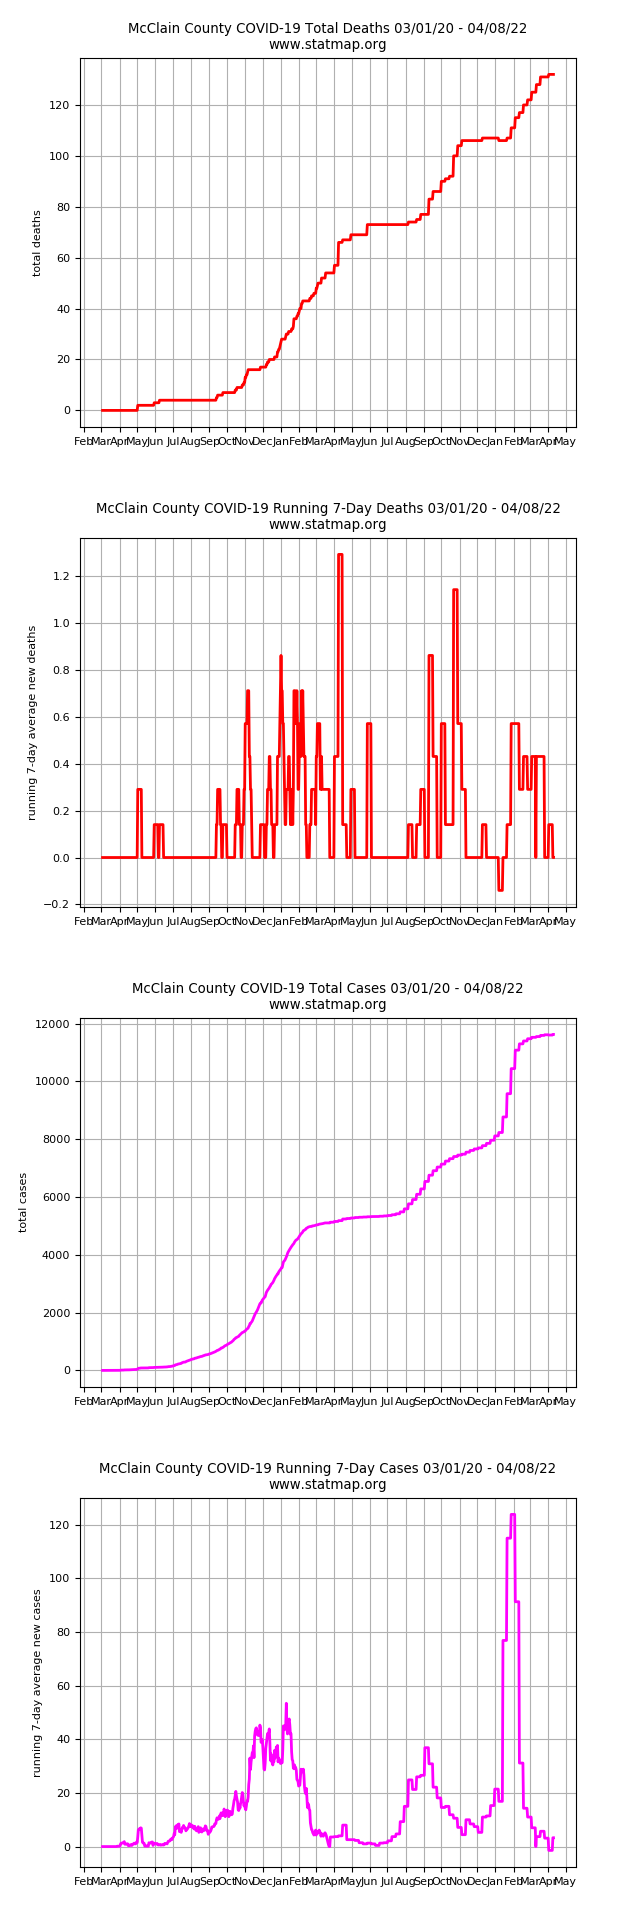 McClain County COVID-19 Total Deaths 03/01/20 - 04/08/22
www.statmap.org
total deaths
120
100
80
60
40
20
0
Feb Mar Apr May Jun Jul Aug Sep Oct Nov Dec Jan Feb Mar Apr May Jun Jul Aug Sep Oct Nov Dec Jan Feb Mar Apr May
McClain County COVID-19 Running 7-Day Deaths 03/01/20 - 04/08/22
www.statmap.org
running 7-day average new deaths
1.2
1.0
0.8
0.6
0.4
0.2
0.0
−0.2
Feb Mar Apr May Jun Jul Aug Sep Oct Nov Dec Jan Feb Mar Apr May Jun Jul Aug Sep Oct Nov Dec Jan Feb Mar Apr May
McClain County COVID-19 Total Cases 03/01/20 - 04/08/22
www.statmap.org
total cases
12000
10000
8000
6000
4000
2000
0
Feb Mar Apr May Jun Jul Aug Sep Oct Nov Dec Jan Feb Mar Apr May Jun Jul Aug Sep Oct Nov Dec Jan Feb Mar Apr May
McClain County COVID-19 Running 7-Day Cases 03/01/20 - 04/08/22
www.statmap.org
running 7-day average new cases
120
100
80
60
40
20
0
Feb Mar Apr May Jun Jul Aug Sep Oct Nov Dec Jan Feb Mar Apr May Jun Jul Aug Sep Oct Nov Dec Jan Feb Mar Apr May